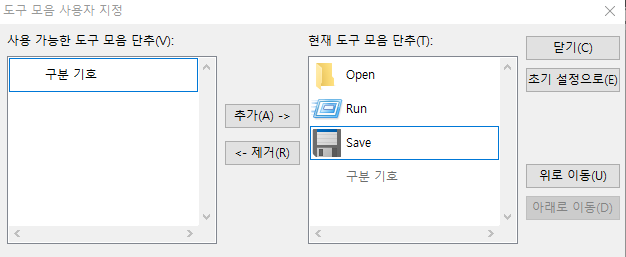 도구 모음 사용자 지정
사용 가능한 도구 모음 단추(V):
구분 기호
추가(A) ->
<- 제거(R)
현재 도구 모음 단추(T):
Open
Run
Save
구분 기호
닫기(C)
초기 설정으로(E)
위로 이동(U)
아래로 이동(D)